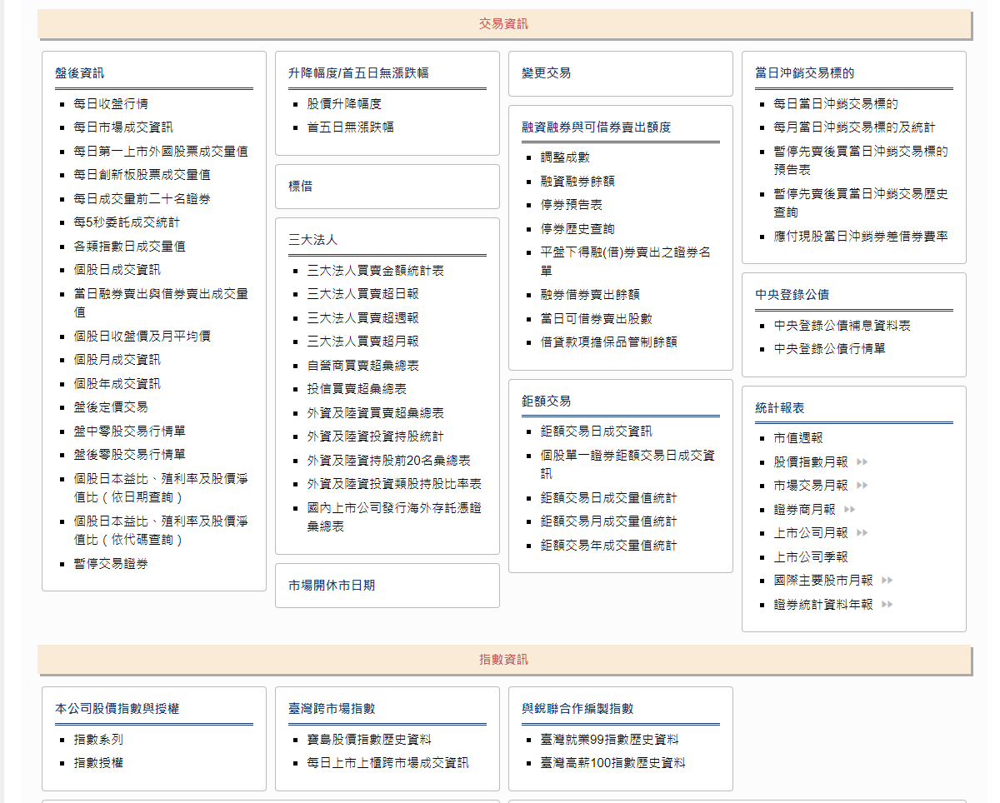 交易資訊
盤後資訊
每日收盤行情
每日市場成交資訊
每日第一上市外國股票成交量值
每日創新板股票成交量值
每日成交量前二十名證券
每5秒委託成交統計
各類指數日成交量值
個股日成交資訊
當日融券賣出與借券賣出成交量
值
個股日收盤價及月平均價
個股月成交資訊
個股年成交資訊
盤後定價交易
盤中零股交易行情單
盤後零股交易行情單
個股日本益比、殖利率及股價淨
值比（依日期查詢）
個股日本益比、殖利率及股價淨
值比（依代碼查詢）
暫停交易證券
升降幅度/首五日無漲跌幅
股價升降幅度
首五日無漲跌幅
標借
三大法人
三大法人買賣金額統計表
三大法人買賣超日報
三大法人買賣超週報
三大法人買賣超月報
自營商買賣超彙總表
投信買賣超彙總表
外資及陸資買賣超彙總表
外資及陸資投資持股統計
外資及陸資持股前20名彙總表
外資及陸資投資類股持股比率表
國內上市公司發行海外存託憑證
彙總表
市場開休市日期
變更交易
融資融券與可借券賣出額度
調整成數
融資融券餘額
停券預告表
停券歷史查詢
平盤下得融(借)券賣出之證券名
單
融券借券賣出餘額
當日可借券賣出股數
借貸款項擔保品管制餘額
鉅額交易
鉅額交易日成交資訊
個股單一證券鉅額交易日成交資
訊
鉅額交易日成交量值統計
鉅額交易月成交量值統計
鉅額交易年成交量值統計
當日沖銷交易標的
每日當日沖銷交易標的
每月當日沖銷交易標的及統計
暫停先賣後買當日沖銷交易標的
預告表
暫停先賣後買當日沖銷交易歷史
查詢
應付現股當日沖銷券差借券費率
中央登錄公債
中央登錄公債補息資料表
中央登錄公債行情單
統計報表
市值週報
股價指數月報
市場交易月報
證券商月報
上市公司月報
上市公司季報
國際主要股市月報
證券統計資料年報
指數資訊
本公司股價指數與授權
指數系列
指數授權
臺灣跨市場指數
寶島股價指數歷史資料
每日上市上櫃跨市場成交資訊
與銳聯合作編製指數
臺灣就業99指數歷史資料
臺灣高薪100指數歷史資料